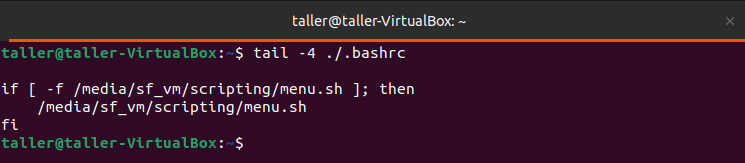 taller@taller-VirtualBox: ~
taller@taller-VirtualBox:~$ tail -4 ./.bashrc
if [ -f /media/sf_vm/scripting/menu.sh ]; then
    /media/sf_vm/scripting/menu.sh
fi
taller@taller-VirtualBox:~$